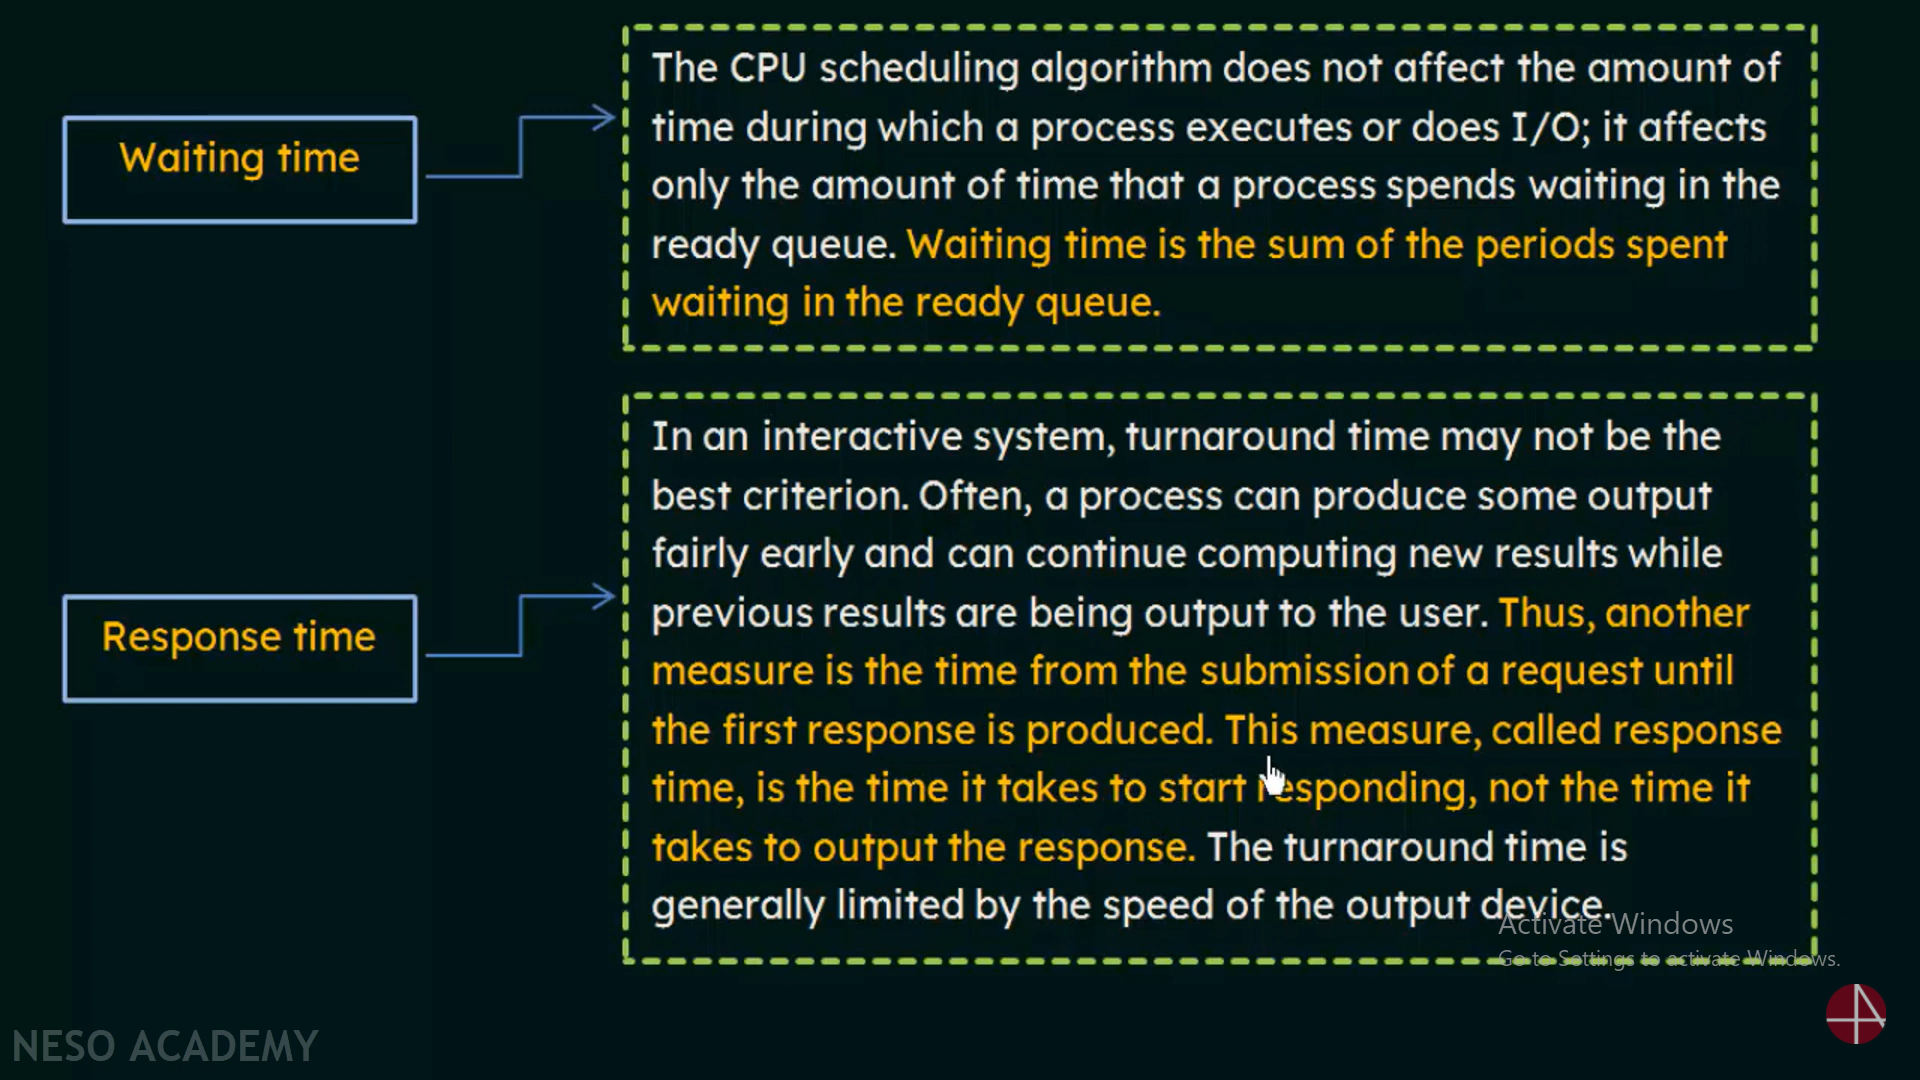 Waiting time
The CPU scheduling algorithm does not affect the amount of
time during which a process executes or does I/O; it affects
only the amount of time that a process spends waiting in the
ready queue. Waiting time is the sum of the periods spent
waiting in the ready queue.
Response time
In an interactive system, turnaround time may not be the
best criterion. Often, a process can produce some output
fairly early and can continue computing new results while
previous results are being output to the user. Thus, another
measure is the time from the submission of a request until
the first response is produced. This measure, called response
time, is the time it takes to start responding, not the time it
takes to output the response. The turnaround time is
generally limited by the speed of the output device.
Activate Windows
Go to Settings to activate Windows.
NESO ACADEMY